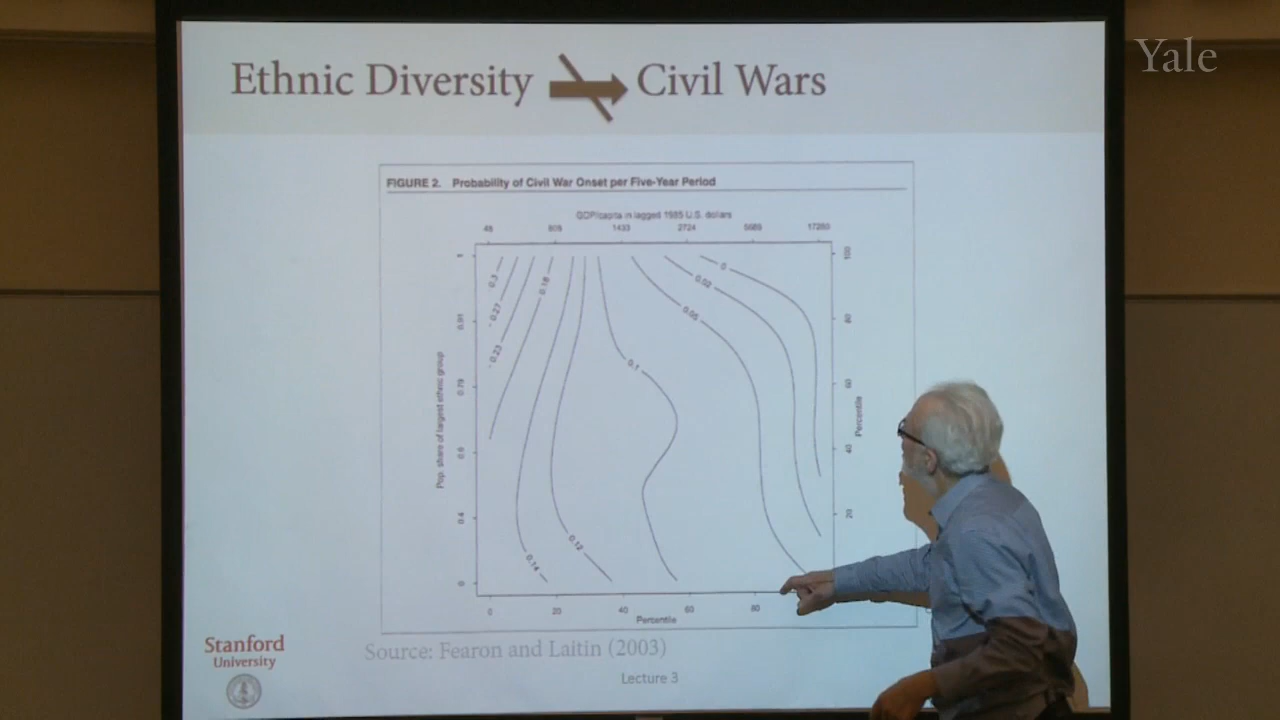 Yale
Ethnic Diversity Civil Wars
FIGURE 2. Probability of Civil War Onset per Five-Year Period
GDP/capita in lagged 1985 U.S. dollars
48 1433 2724 17260
0 0.02 0.05 0.1
0.3 0.27 0.23 0.18
0.14 0.12
1 0.91 0.79 0.6 0.4 0
Pop. share of largest ethnic group
100 80 60 40 20
Percentile
0 20 40 60 80
Percentile
Source: Fearon and Laitin (2003)
Stanford
University
Lecture 3